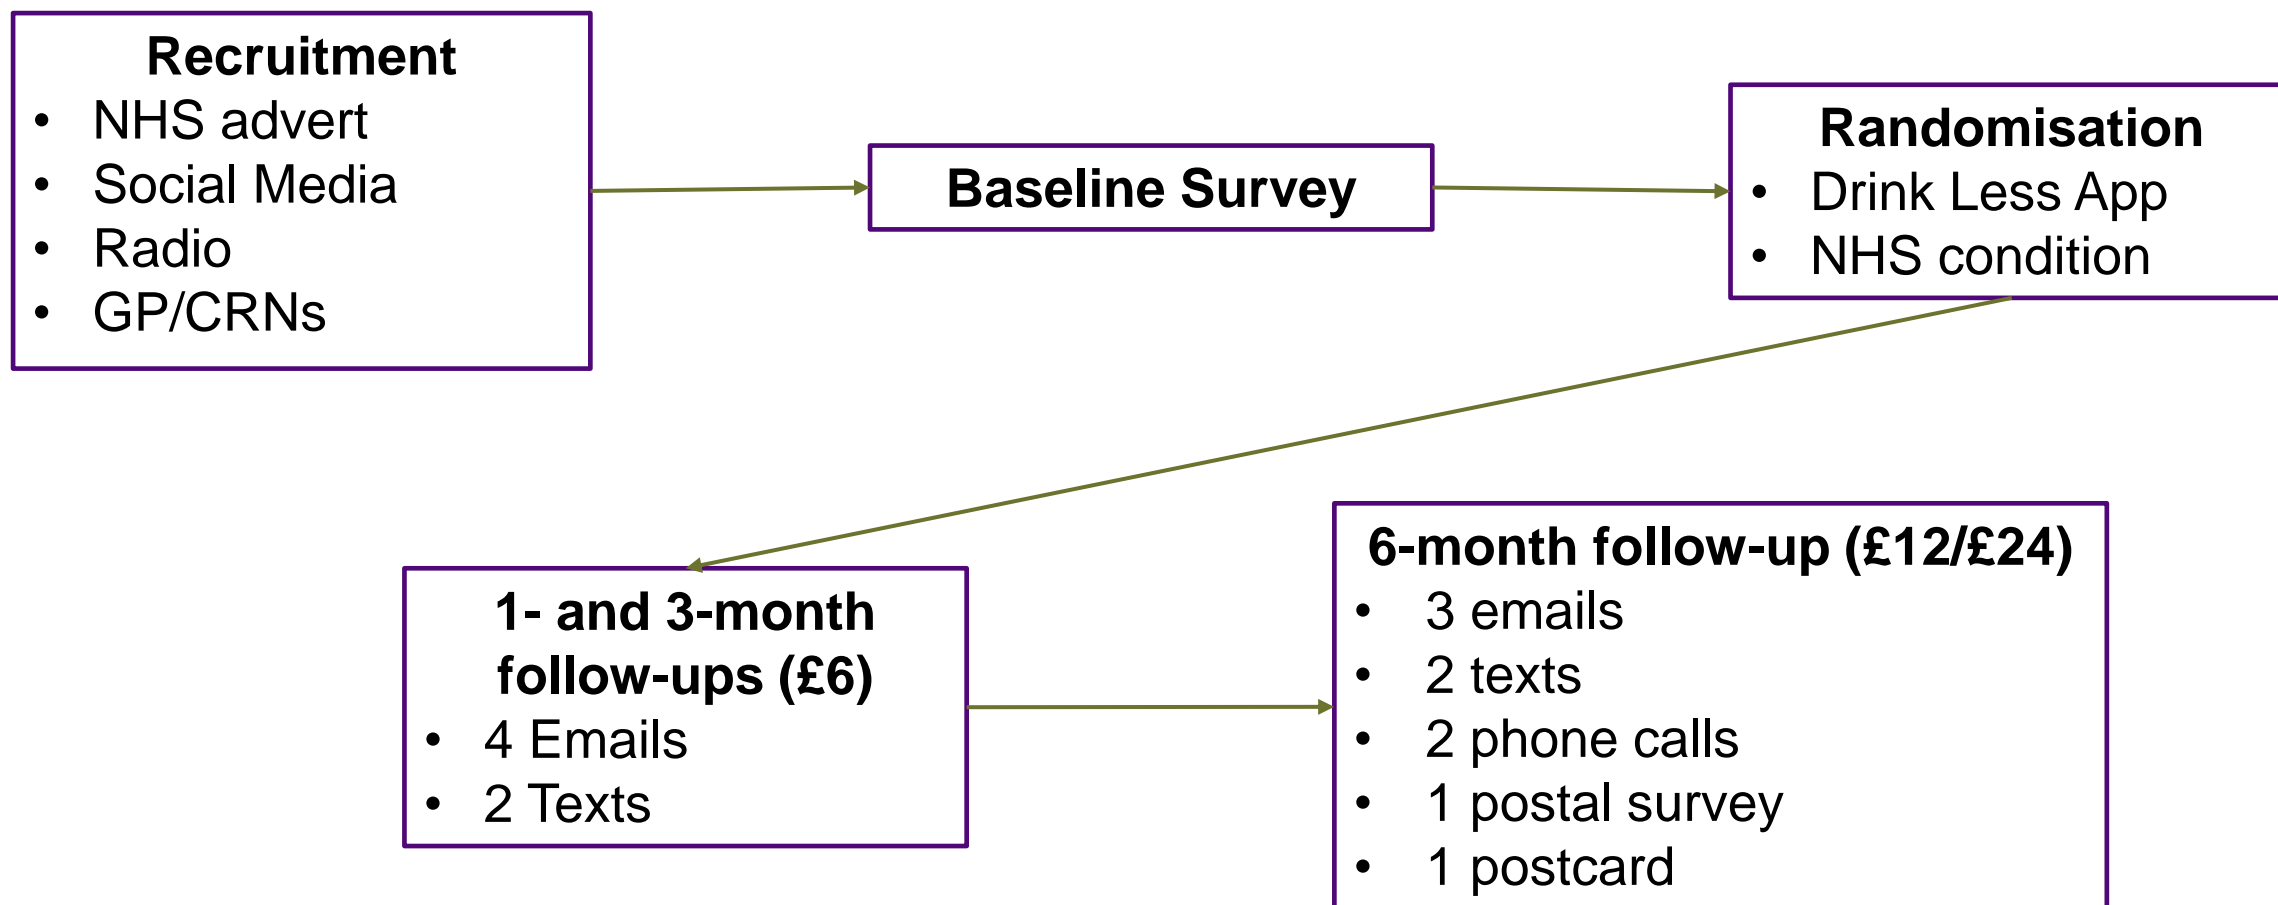 Recruitment
• NHS advert
• Social Media
• Radio
• GP/CRNs
Baseline Survey
Randomisation
• Drink Less App
• NHS condition
1- and 3-month
follow-ups (£6)
• 4 Emails
• 2 Texts
6-month follow-up (£12/£24)
• 3 emails
• 2 texts
• 2 phone calls
• 1 postal survey
• 1 postcard